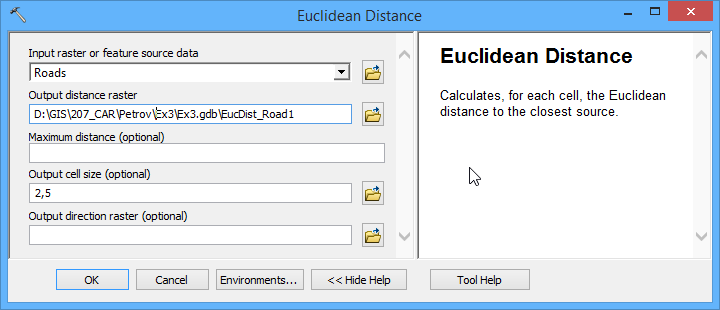 Euclidean Distance
Input raster or feature source data
Roads
Output distance raster
D:\GIS\207_CAR\Petrov\Ex3\Ex3.gdb\EucDist_Road1
Maximum distance (optional)
Output cell size (optional)
2,5
Output direction raster (optional)
Euclidean Distance
Calculates, for each cell, the Euclidean
distance to the closest source.
OK
Cancel
Environments...
<< Hide Help
Tool Help